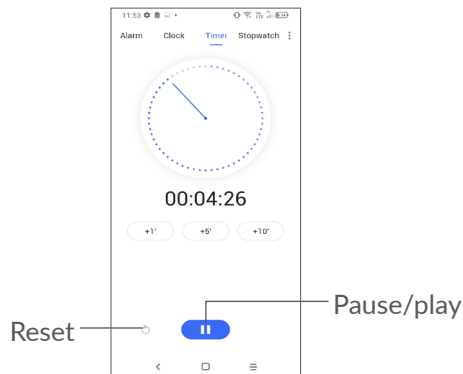 11:53
Alarm Clock Timer Stopwatch
00:04:26
+1' +5' +10'
Pause/play
Reset